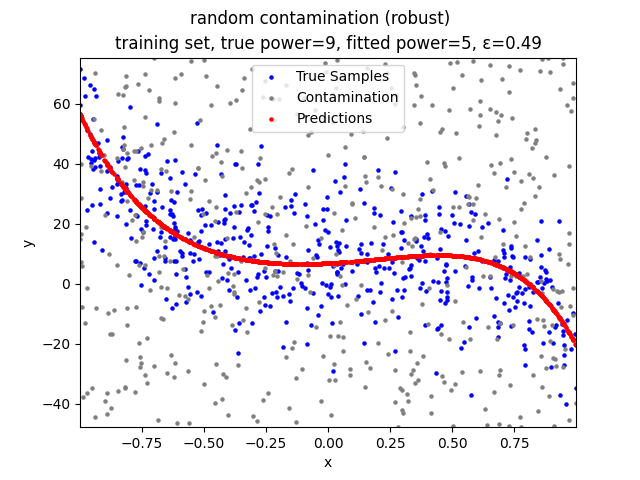 random contamination (robust)
training set, true power=9, fitted power=5, ε=0.49
True Samples
Contamination
Predictions
60
40
20
0
−20
−40
y
−0.75
−0.50
−0.25
0.00
0.25
0.50
0.75
x